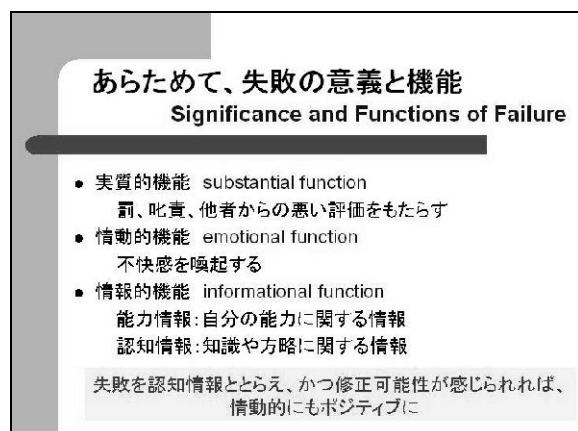 あらためて、失敗の意義と機能
Significance and Functions of Failure
● 実質的機能 substantial function
罰、叱責、他者からの悪い評価をもたらす
● 情動的機能 emotional function
不快感を喚起する
● 情報的機能 informational function
能力情報:自分の能力に関する情報
認知情報:知識や方略に関する情報
失敗を認知情報ととらえ、かつ修正可能性が感じられれば、
情動的にもポジティブに